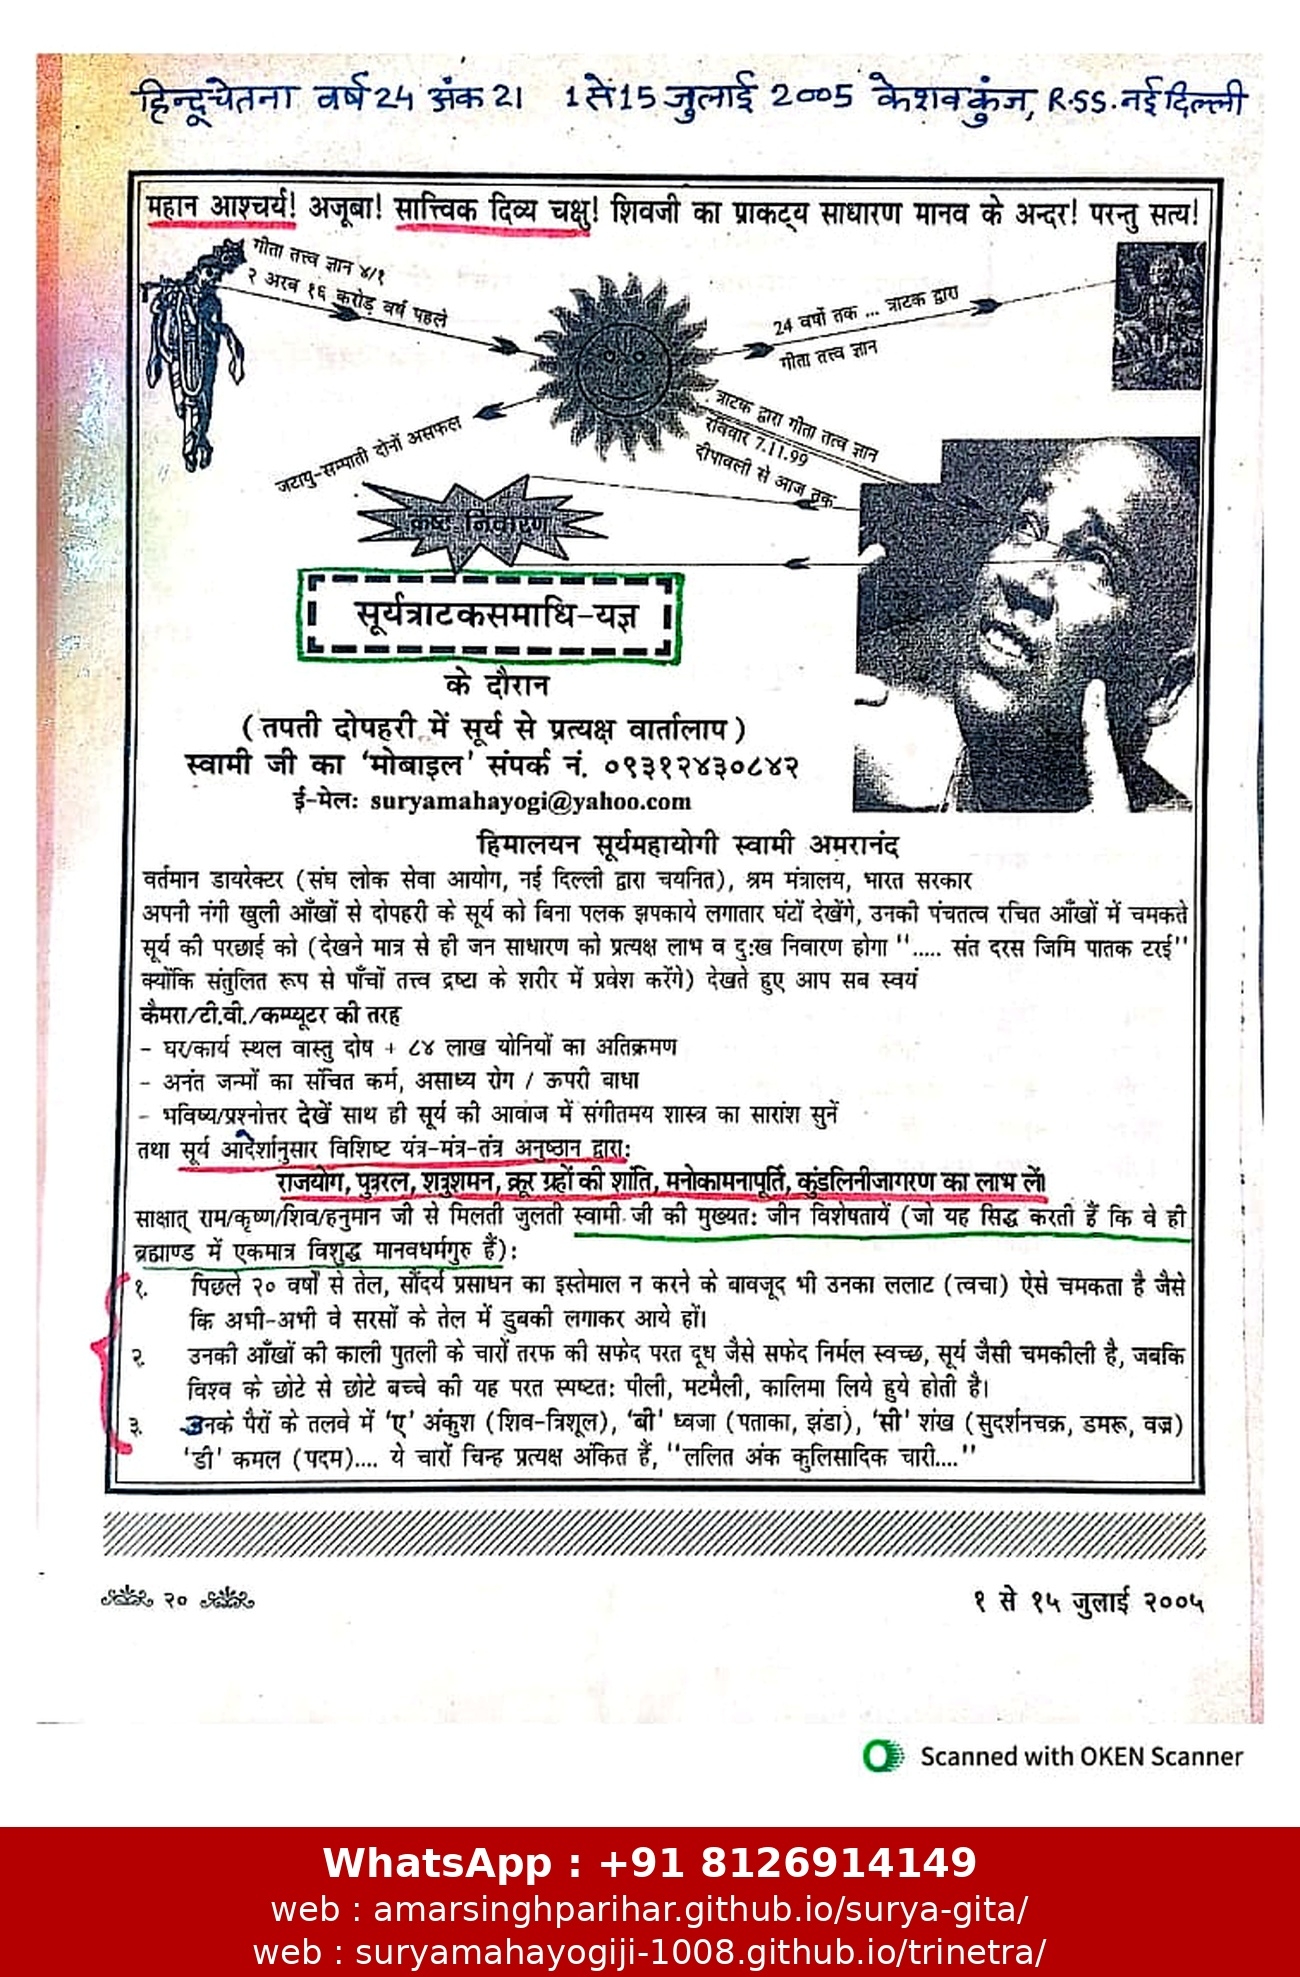 हिन्दू चेतना वर्ष 24 अंक 21 1 से 15 जुलाई 2005 केशव कुंज, R.SS. नई दिल्ली
महान आश्चर्य! अजूबा! सात्त्विक दिव्य चक्षु! शिवजी का प्राकट्य साधारण मानव के अन्दर! परन्तु सत्य!
गीता तत्त्व ज्ञान ४/१
२ अरब १६ करोड़ वर्ष पहले
24 वर्षो तक ... त्राटक द्वारा
गीता तत्त्व ज्ञान
जटायु-सम्पाती दोनों असफल
त्राटक द्वारा गीता तत्व ज्ञान
रविवार 7.11.99
दीपावली से आज तक
कष्ट निवारण
सूर्यत्राटकसमाधि-यज्ञ
के दौरान
(तपती दोपहरी में सूर्य से प्रत्यक्ष वार्तालाप)
स्वामी जी का 'मोबाइल' संपर्क नं. ०९३१२४३०८४२
ई-मेल: suryamahayogi@yahoo.com
हिमालयन सूर्यमहायोगी स्वामी अमरानंद
वर्तमान डायरेक्टर (संघ लोक सेवा आयोग, नई दिल्ली द्वारा चयनित), श्रम मंत्रालय, भारत सरकार
अपनी नंगी खुली आँखों से दोपहरी के सूर्य को बिना पलक झपकाये लगातार घंटों देखेंगे, उनकी पंचतत्व रचित आँखों में चमकते
सूर्य की परछाई को (देखने मात्र से ही जन साधारण को प्रत्यक्ष लाभ व दु:ख निवारण होगा "..... संत दरस जिमि पातक टरई"
क्योंकि संतुलित रूप से पाँचों तत्त्व द्रष्टा के शरीर में प्रवेश करेंगे) देखते हुए आप सब स्वयं
कैमरा/टी.वी./कम्प्यूटर की तरह
- घर/कार्य स्थल वास्तु दोष + ८४ लाख योनियों का अतिक्रमण
- अनंत जन्मों का संचित कर्म, असाध्य रोग / ऊपरी बाधा
- भविष्य/प्रश्नोत्तर देखें साथ ही सूर्य की आवाज में संगीतमय शास्त्र का सारांश सुनें
तथा सूर्य आदेशानुसार विशिष्ट यंत्र-मंत्र-तंत्र अनुष्ठान द्वारा:
राजयोग, पुत्ररत्न, शत्रुशमन, क्रूर ग्रहों की शांति, मनोकामनापूर्ति, कुंडलिनीजागरण का लाभ लें।
साक्षात् राम/कृष्ण/शिव/हनुमान जी से मिलती जुलती स्वामी जी की मुख्यत: जीन विशेषतायें (जो यह सिद्ध करती हैं कि वे ही
ब्रह्माण्ड में एकमात्र विशुद्ध मानवधर्मगुरु हैं):
१. पिछले २० वर्षों से तेल, सौंदर्य प्रसाधन का इस्तेमाल न करने के बावजूद भी उनका ललाट (त्वचा) ऐसे चमकता है जैसे
कि अभी-अभी वे सरसों के तेल में डुबकी लगाकर आये हों।
२. उनकी आँखों की काली पुतली के चारों तरफ की सफेद परत दूध जैसे सफेद निर्मल स्वच्छ, सूर्य जैसी चमकीली है, जबकि
विश्व के छोटे से छोटे बच्चे की यह परत स्पष्टत: पीली, मटमैली, कालिमा लिये हुये होती है।
३. उनके पैरों के तलवे में 'ए' अंकुश (शिव-त्रिशूल), 'बी' ध्वजा (पताका, झंडा), 'सी' शंख (सुदर्शनचक्र, डमरू, वज्र)
'डी' कमल (पदम).... ये चारों चिन्ह प्रत्यक्ष अंकित हैं, "ललित अंक कुलिसादिक चारी...."
२० १ से १५ जुलाई २००५
Scanned with OKEN Scanner
WhatsApp : +91 8126914149
web : amarsinghparihar.github.io/surya-gita/
web : suryamahayogiji-1008.github.io/trinetra/